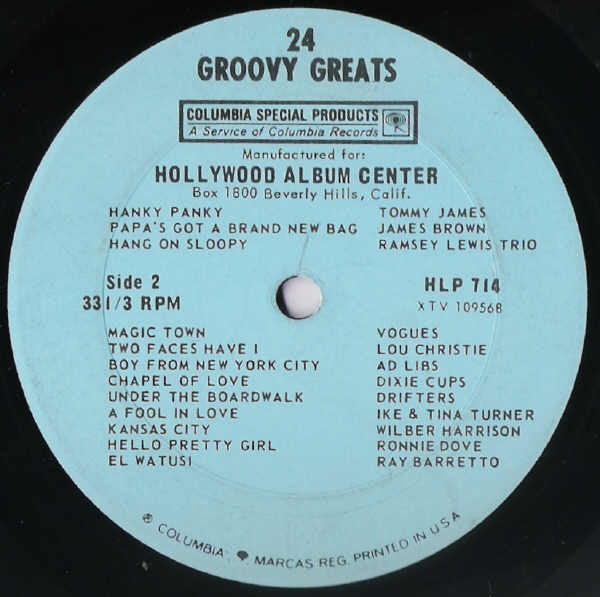 24
GROOVY GREATS
COLUMBIA SPECIAL PRODUCTS
A Service of Columbia Records
Manufactured for:
HOLLYWOOD ALBUM CENTER
Box 1800 Beverly Hills, Calif.
HANKY PANKY TOMMY JAMES
PAPA'S GOT A BRAND NEW BAG JAMES BROWN
HANG ON SLOOPY RAMSEY LEWIS TRIO
Side 2 HLP 714
33 1/3 RPM XTV 109568
MAGIC TOWN VOGUES
TWO FACES HAVE I LOU CHRISTIE
BOY FROM NEW YORK CITY AD LIBS
CHAPEL OF LOVE DIXIE CUPS
UNDER THE BOARDWALK DRIFTERS
A FOOL IN LOVE IKE & TINA TURNER
KANSAS CITY WILBER HARRISON
HELLO PRETTY GIRL RONNIE DOVE
EL WATUSI RAY BARRETTO
® COLUMBIA, MARCAS REG. PRINTED IN U.S.A.